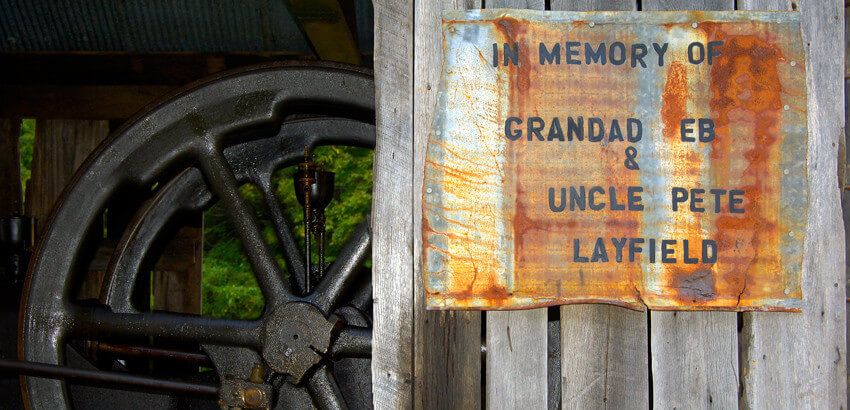 IN MEMORY OF
GRANDAD EB
&
UNCLE PETE
LAYFIELD